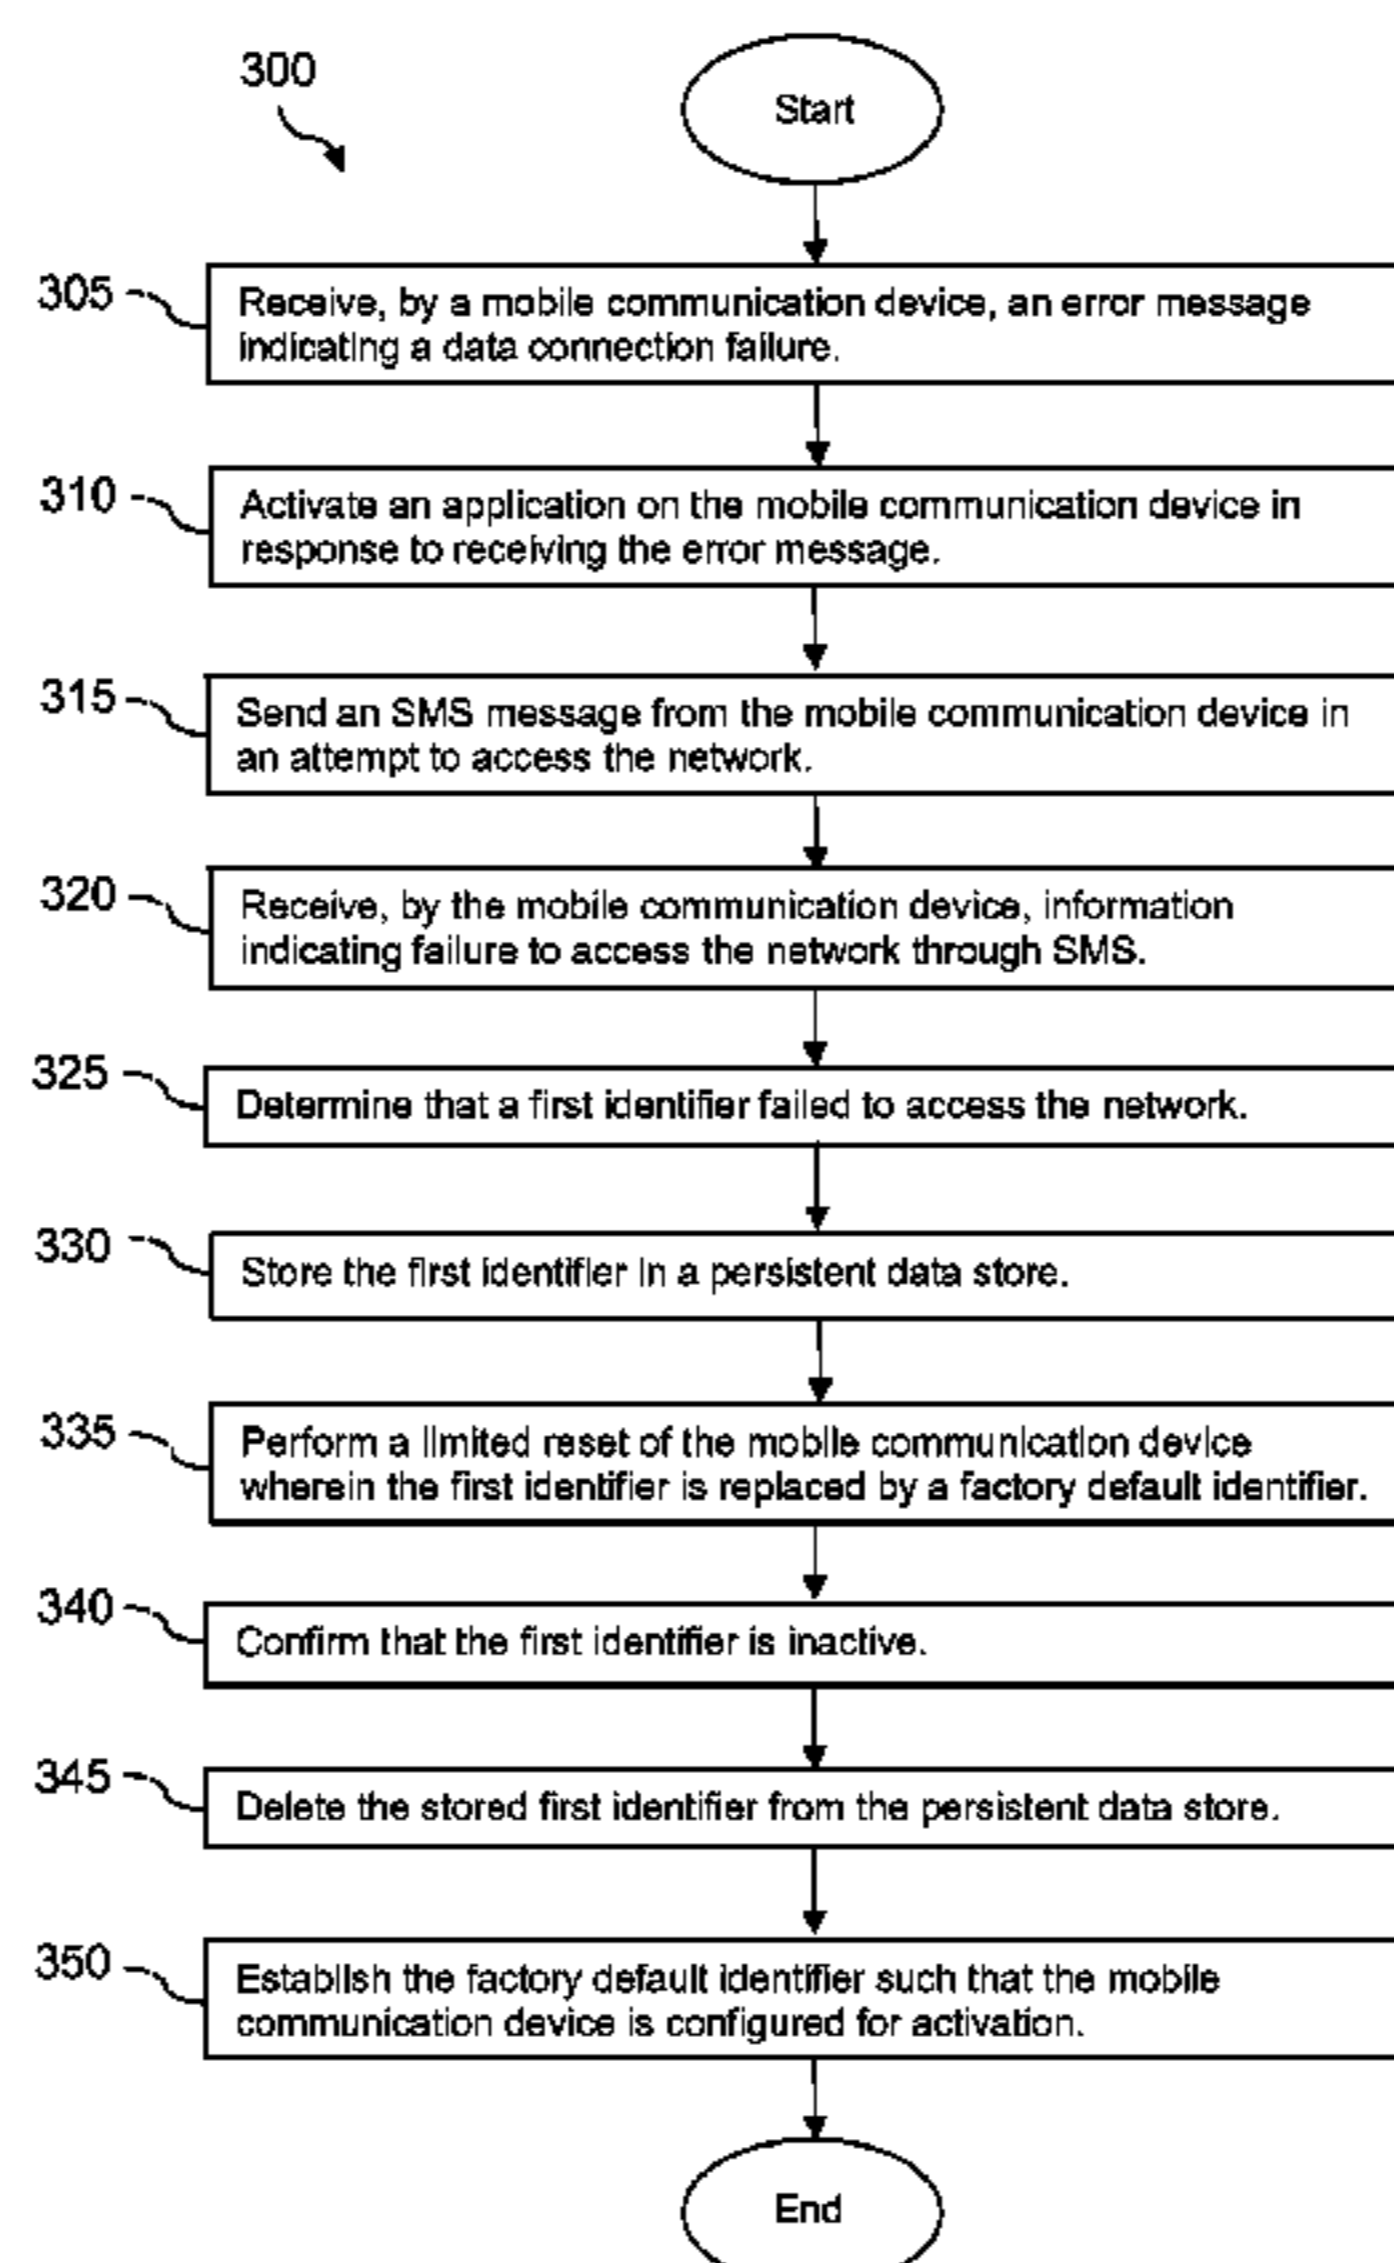 300
Start
305
Receive, by a mobile communication device, an error message
indicating a data connection failure.
310
Activate an application on the mobile communication device in
response to receiving the error message.
315
Send an SMS message from the mobile communication device in
an attempt to access the network.
320
Receive, by the mobile communication device, information
indicating failure to access the network through SMS.
325
Determine that a first identifier failed to access the network.
330
Store the first identifier in a persistent data store.
335
Perform a limited reset of the mobile communication device
wherein the first identifier is replaced by a factory default identifier.
340
Confirm that the first identifier is inactive.
345
Delete the stored first identifier from the persistent data store.
350
Establish the factory default identifier such that the mobile
communication device is configured for activation.
End